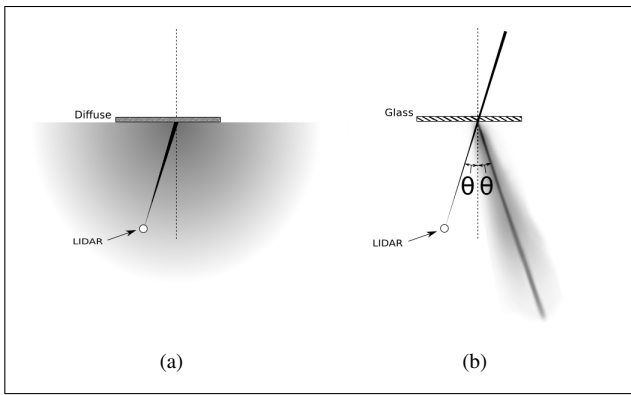 Diffuse
LIDAR
(a)
Glass
θ θ
LIDAR
(b)